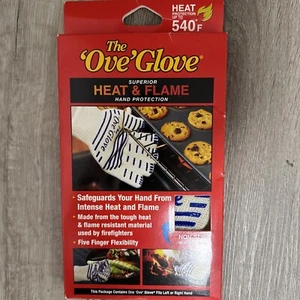 HEAT
PROTECTION
UP TO
540°F
The
'Ove' Glove®
SUPERIOR
HEAT & FLAME
HAND PROTECTION
'Ove' Glove
• Safeguards Your Hand From
Intense Heat and Flame
• Made from the tough heat
& flame resistant material
used by firefighters
• Five Finger Flexibility
This Package Contains One 'Ove' Glove® Fits Left or Right Hand